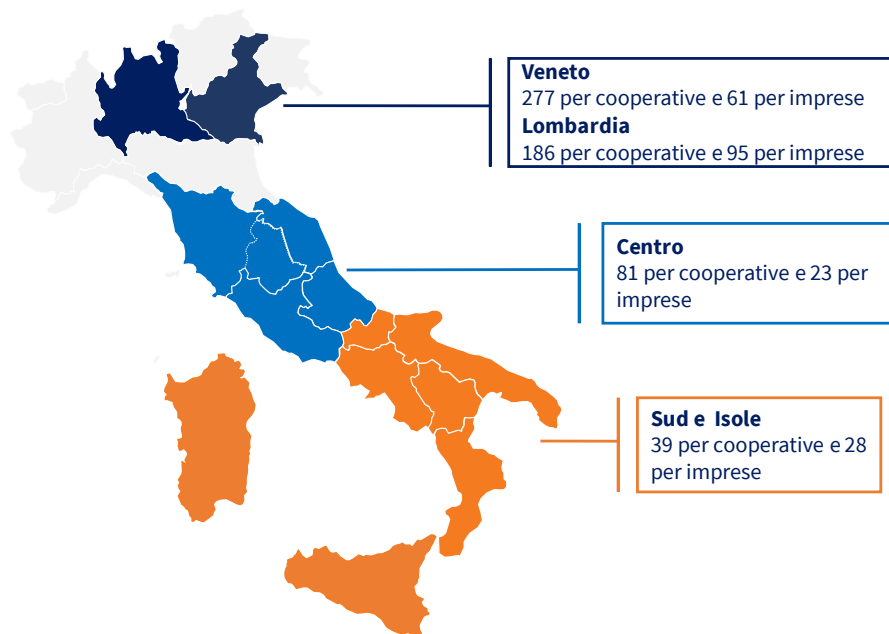 Veneto
277 per cooperative e 61 per imprese
Lombardia
186 per cooperative e 95 per imprese
Centro
81 per cooperative e 23 per
imprese
Sud e Isole
39 per cooperative e 28
per imprese